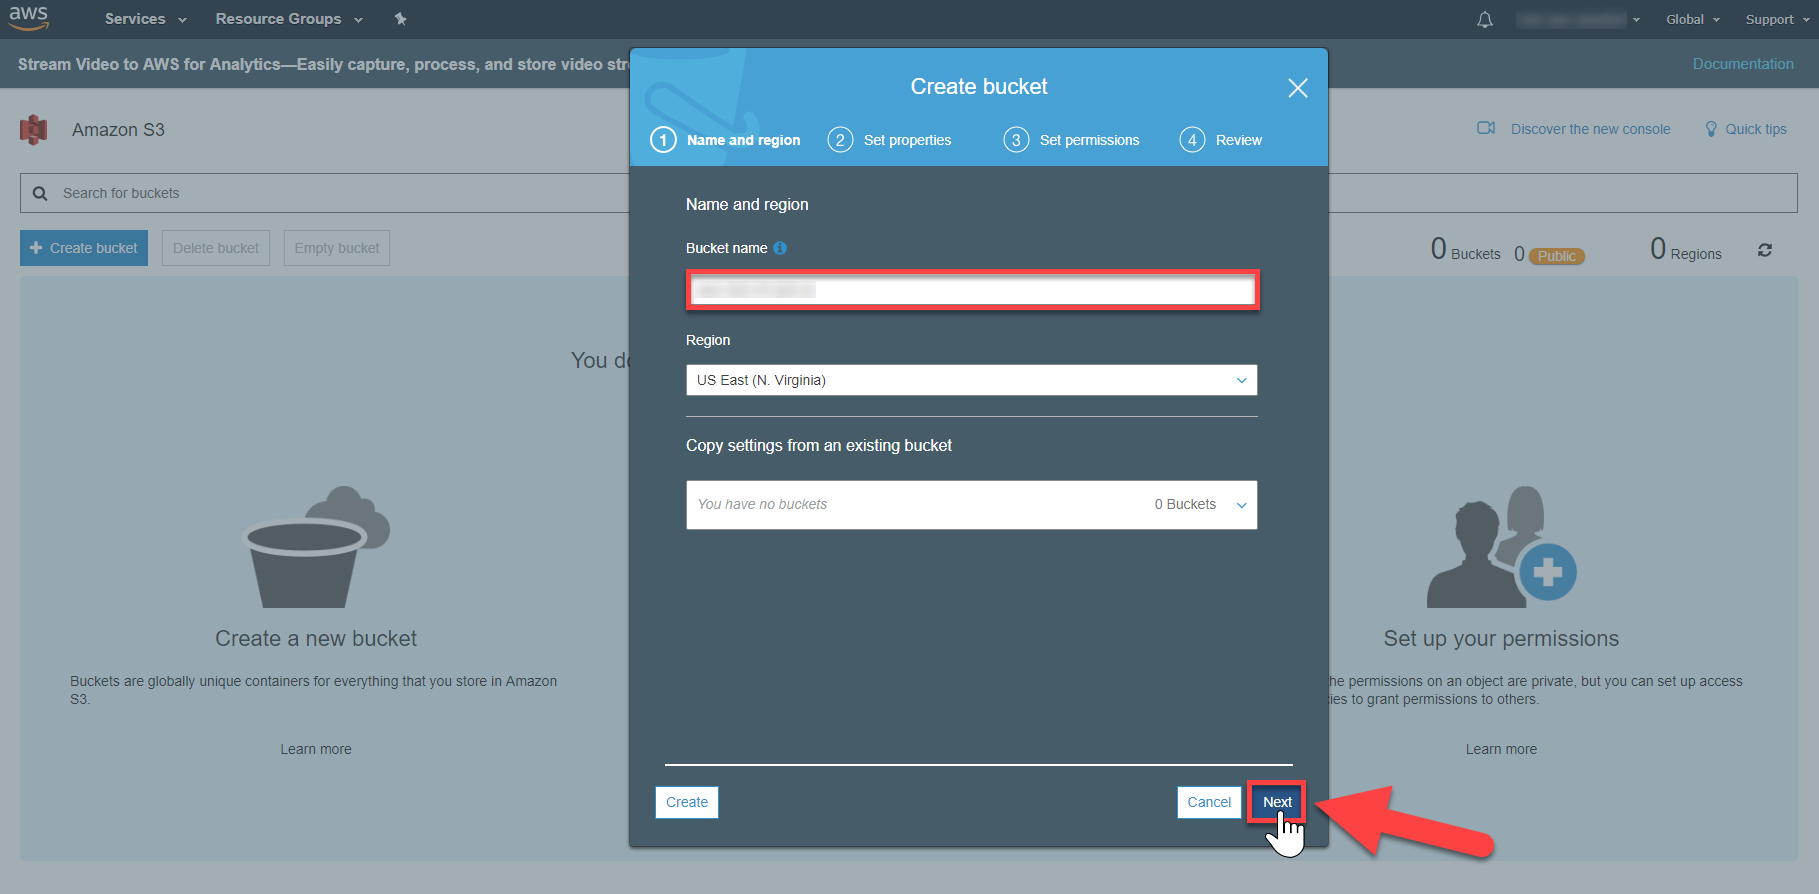 aws
Services
Resource Groups
Global
Support
Stream Video to AWS for Analytics—Easily capture, process, and store video
Documentation
Amazon S3
Discover the new console
Quick tips
Search for buckets
Create bucket
Delete bucket
Empty bucket
0 Buckets
0 Public
0 Regions
You
Create a new bucket
Buckets are globally unique containers for everything that you store in Amazon
S3.
Learn more
Set up your permissions
permissions on an object are private, but you can set up access
to grant permissions to others.
Learn more
Create bucket
1 Name and region
2 Set properties
3 Set permissions
4 Review
Name and region
Bucket name
Region
US East (N. Virginia)
Copy settings from an existing bucket
You have no buckets
0 Buckets
Create
Cancel
Next